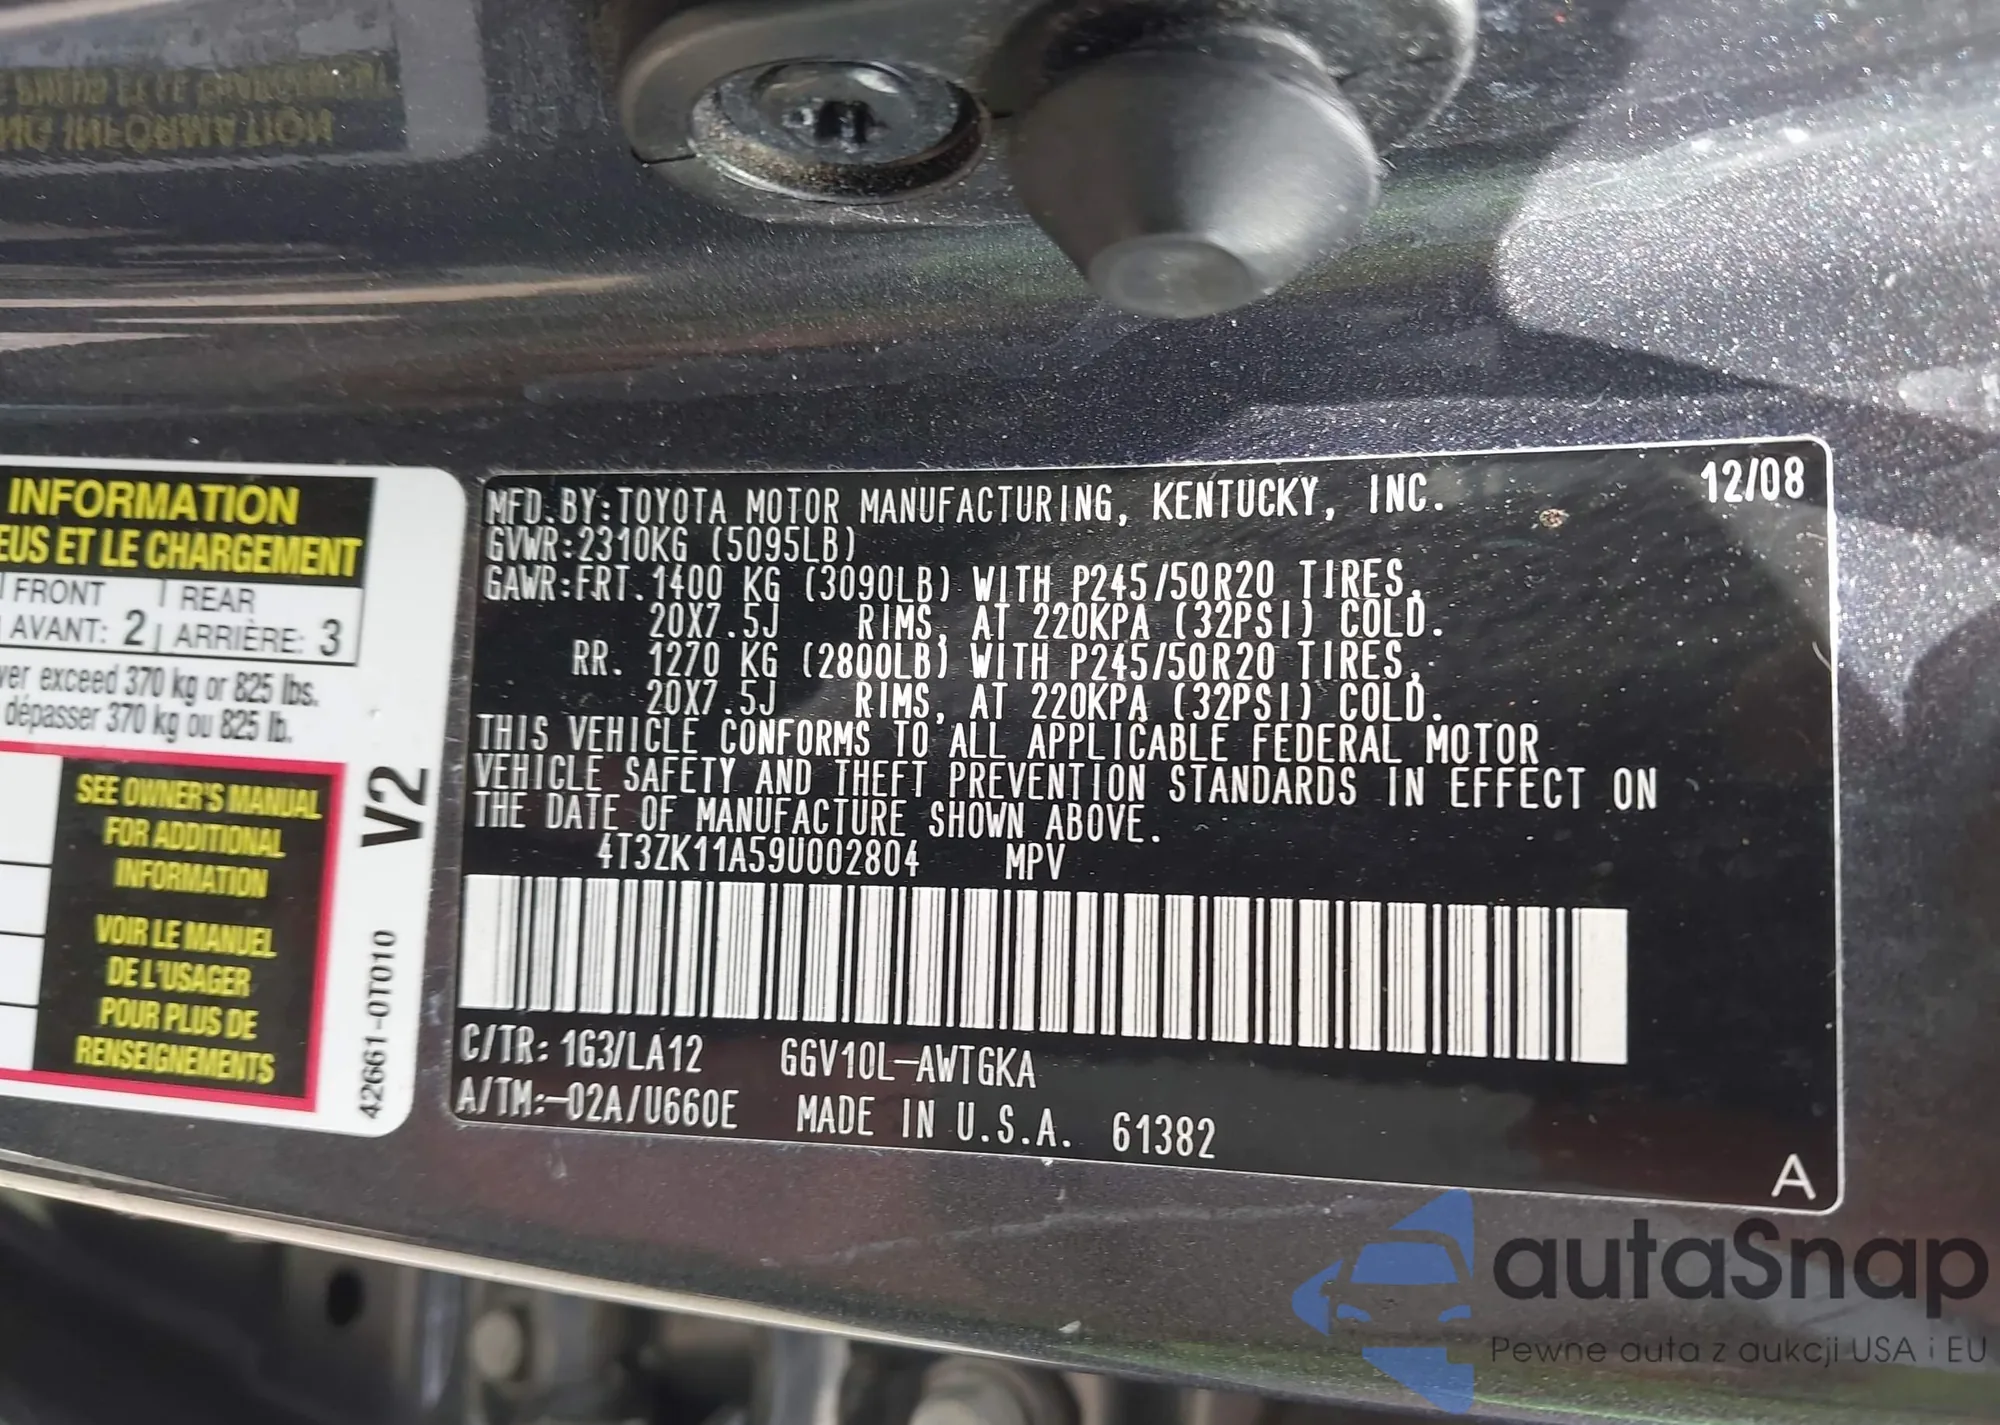 INFORMATION
EUS ET LE CHARGEMENT
FRONT REAR
AVANT: 2 ARRIÈRE: 3
ver exceed 370 kg or 825 lbs.
dépasser 370 kg ou 825 lb.
SEE OWNER'S MANUAL
FOR ADDITIONAL
INFORMATION
VOIR LE MANUEL
DE L'USAGER
POUR PLUS DE
RENSEIGNEMENTS
V2
42661-0T010
12/08
MFD.BY:TOYOTA MOTOR MANUFACTURING, KENTUCKY, INC.
GVWR:2310KG (5095LB)
GAWR:FRT. 1400 KG (3090LB) WITH P245/50R20 TIRES,
20X7.5J RIMS, AT 220KPA (32PSI) COLD.
RR. 1270 KG (2800LB) WITH P245/50R20 TIRES,
20X7.5J RIMS, AT 220KPA (32PSI) COLD.
THIS VEHICLE CONFORMS TO ALL APPLICABLE FEDERAL MOTOR
VEHICLE SAFETY AND THEFT PREVENTION STANDARDS IN EFFECT ON
THE DATE OF MANUFACTURE SHOWN ABOVE.
4T3ZK11A59U002804 MPV
C/TR: 1G3/LA12 GGV10L-AWTGKA
A/TM:-02A/U660E MADE IN U.S.A. 61382
A
autaSnap
Pewne auta z aukcji USA i EU